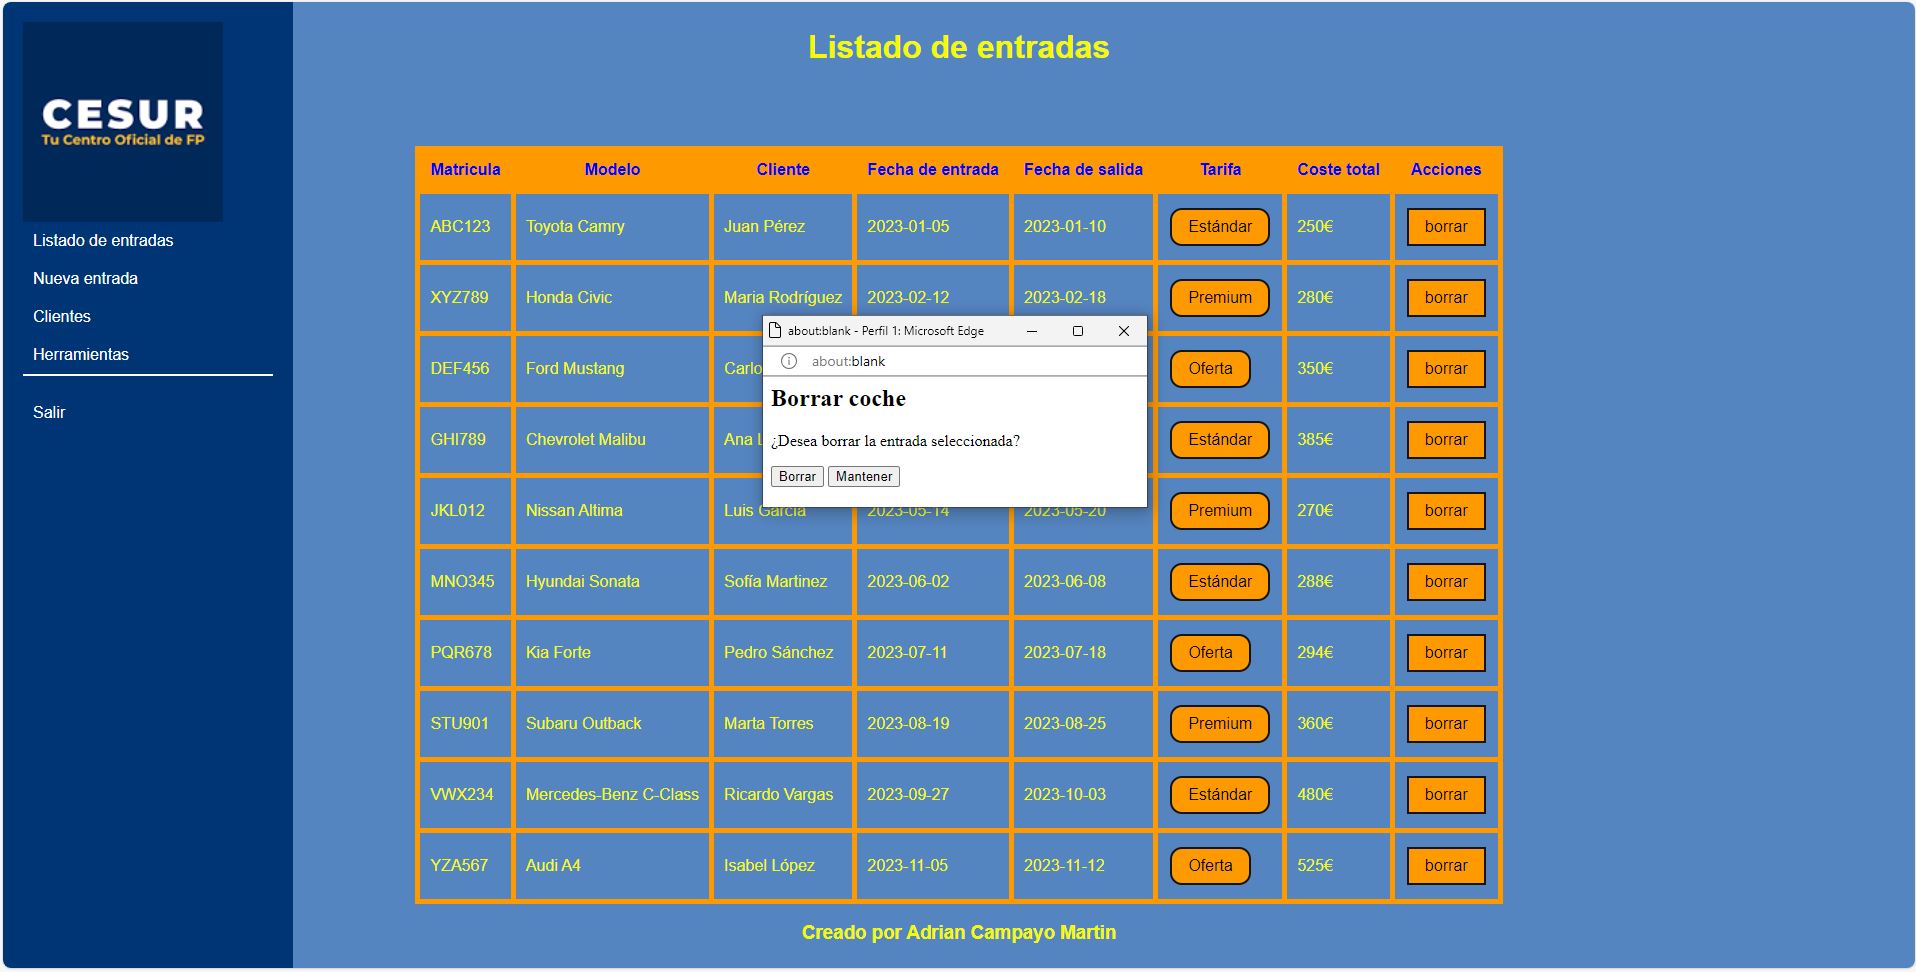 CESUR
Tu Centro Oficial de FP
Listado de entradas
Nueva entrada
Clientes
Herramientas
Salir
Listado de entradas
Matricula Modelo Cliente Fecha de entrada Fecha de salida Tarifa Coste total Acciones
ABC123 Toyota Camry Juan Pérez 2023-01-05 2023-01-10 Estándar 250€ borrar
XYZ789 Honda Civic Maria Rodríguez 2023-02-12 2023-02-18 Premium 280€ borrar
DEF456 Ford Mustang Oferta 350€ borrar
GHI789 Chevrolet Malibu Ana Estándar 385€ borrar
JKL012 Nissan Altima Luis García 2023-05-14 2023-05-20 Premium 270€ borrar
MNO345 Hyundai Sonata Sofía Martinez 2023-06-02 2023-06-08 Estándar 288€ borrar
PQR678 Kia Forte Pedro Sánchez 2023-07-11 2023-07-18 Oferta 294€ borrar
STU901 Subaru Outback Marta Torres 2023-08-19 2023-08-25 Premium 360€ borrar
VWX234 Mercedes-Benz C-Class Ricardo Vargas 2023-09-27 2023-10-03 Estándar 480€ borrar
YZA567 Audi A4 Isabel López 2023-11-05 2023-11-12 Oferta 525€ borrar
about:blank - Perfil 1: Microsoft Edge
about:blank
Borrar coche
¿Desea borrar la entrada seleccionada?
Borrar Mantener
Creado por Adrian Campayo Martin